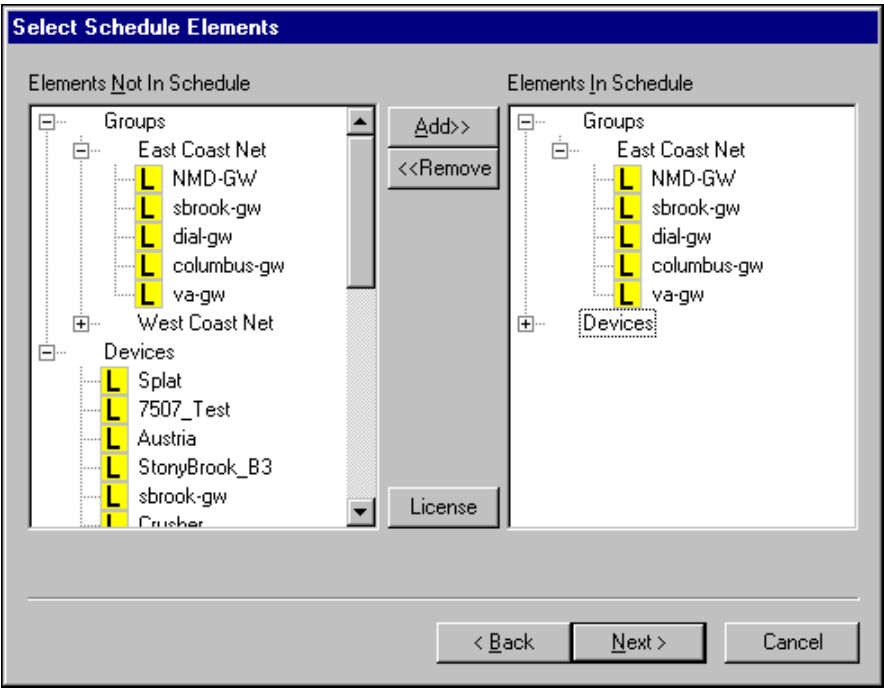 Select Schedule Elements
Elements Not In Schedule
Groups
East Coast Net
L NMD-GW
L sbrook-gw
L dial-gw
L columbus-gw
L va-gw
West Coast Net
Devices
L Splat
L 7507_Test
L Austria
L StonyBrook_B3
L sbrook-gw
L Crusher
Add>>
<<Remove
License
Elements In Schedule
Groups
East Coast Net
L NMD-GW
L sbrook-gw
L dial-gw
L columbus-gw
L va-gw
Devices
< Back
Next >
Cancel